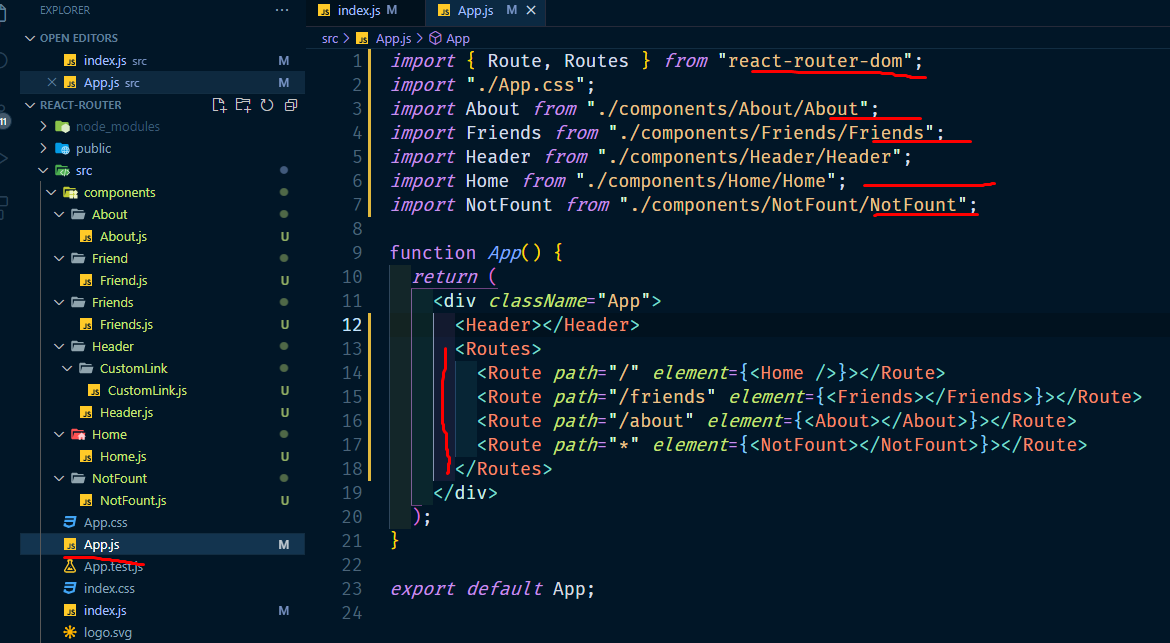 EXPLORER ···
OPEN EDITORS
index.js src M
App.js src M
REACT-ROUTER
node_modules
public
src
components
About
About.js U
Friend
Friend.js U
Friends
Friends.js U
Header
CustomLink
CustomLink.js U
Header.js U
Home
Home.js U
NotFount
NotFount.js U
App.css
App.js M
App.test.js
index.css
index.js M
logo.svg
11
index.js M App.js M
src > App.js > App
1 import { Route, Routes } from "react-router-dom";
2 import "./App.css";
3 import About from "./components/About/About";
4 import Friends from "./components/Friends/Friends";
5 import Header from "./components/Header/Header";
6 import Home from "./components/Home/Home";
7 import NotFount from "./components/NotFount/NotFount";
8
9 function App() {
10 return (
11 <div className="App">
12 <Header></Header>
13 <Routes>
14 <Route path="/" element={<Home />}></Route>
15 <Route path="/friends" element={<Friends></Friends>}></Route>
16 <Route path="/about" element={<About></About>}></Route>
17 <Route path="*" element={<NotFount></NotFount>}></Route>
18 </Routes>
19 </div>
20 );
21 }
22
23 export default App;
24